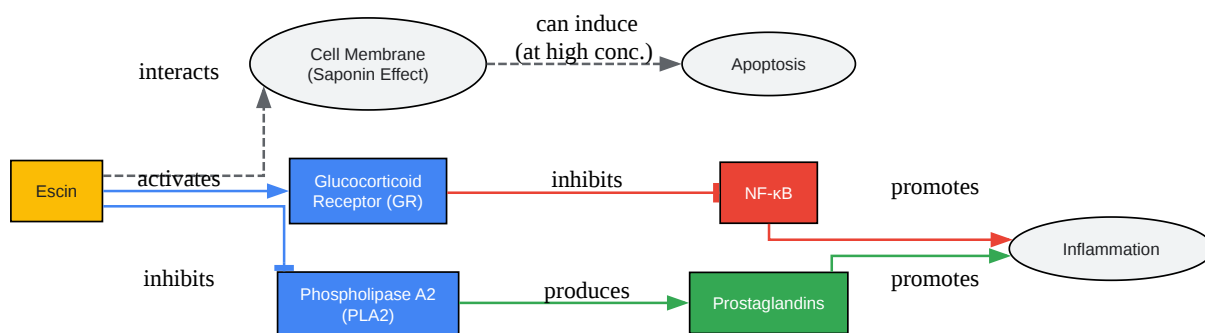 can induce
(at high conc.)
Cell Membrane
(Saponin Effect)
interacts
Apoptosis
Escin
activates
Glucocorticoid
Receptor (GR)
inhibits
NF-κB
promotes
Inflammation
inhibits
Phospholipase A2
(PLA2)
produces
Prostaglandins
promotes